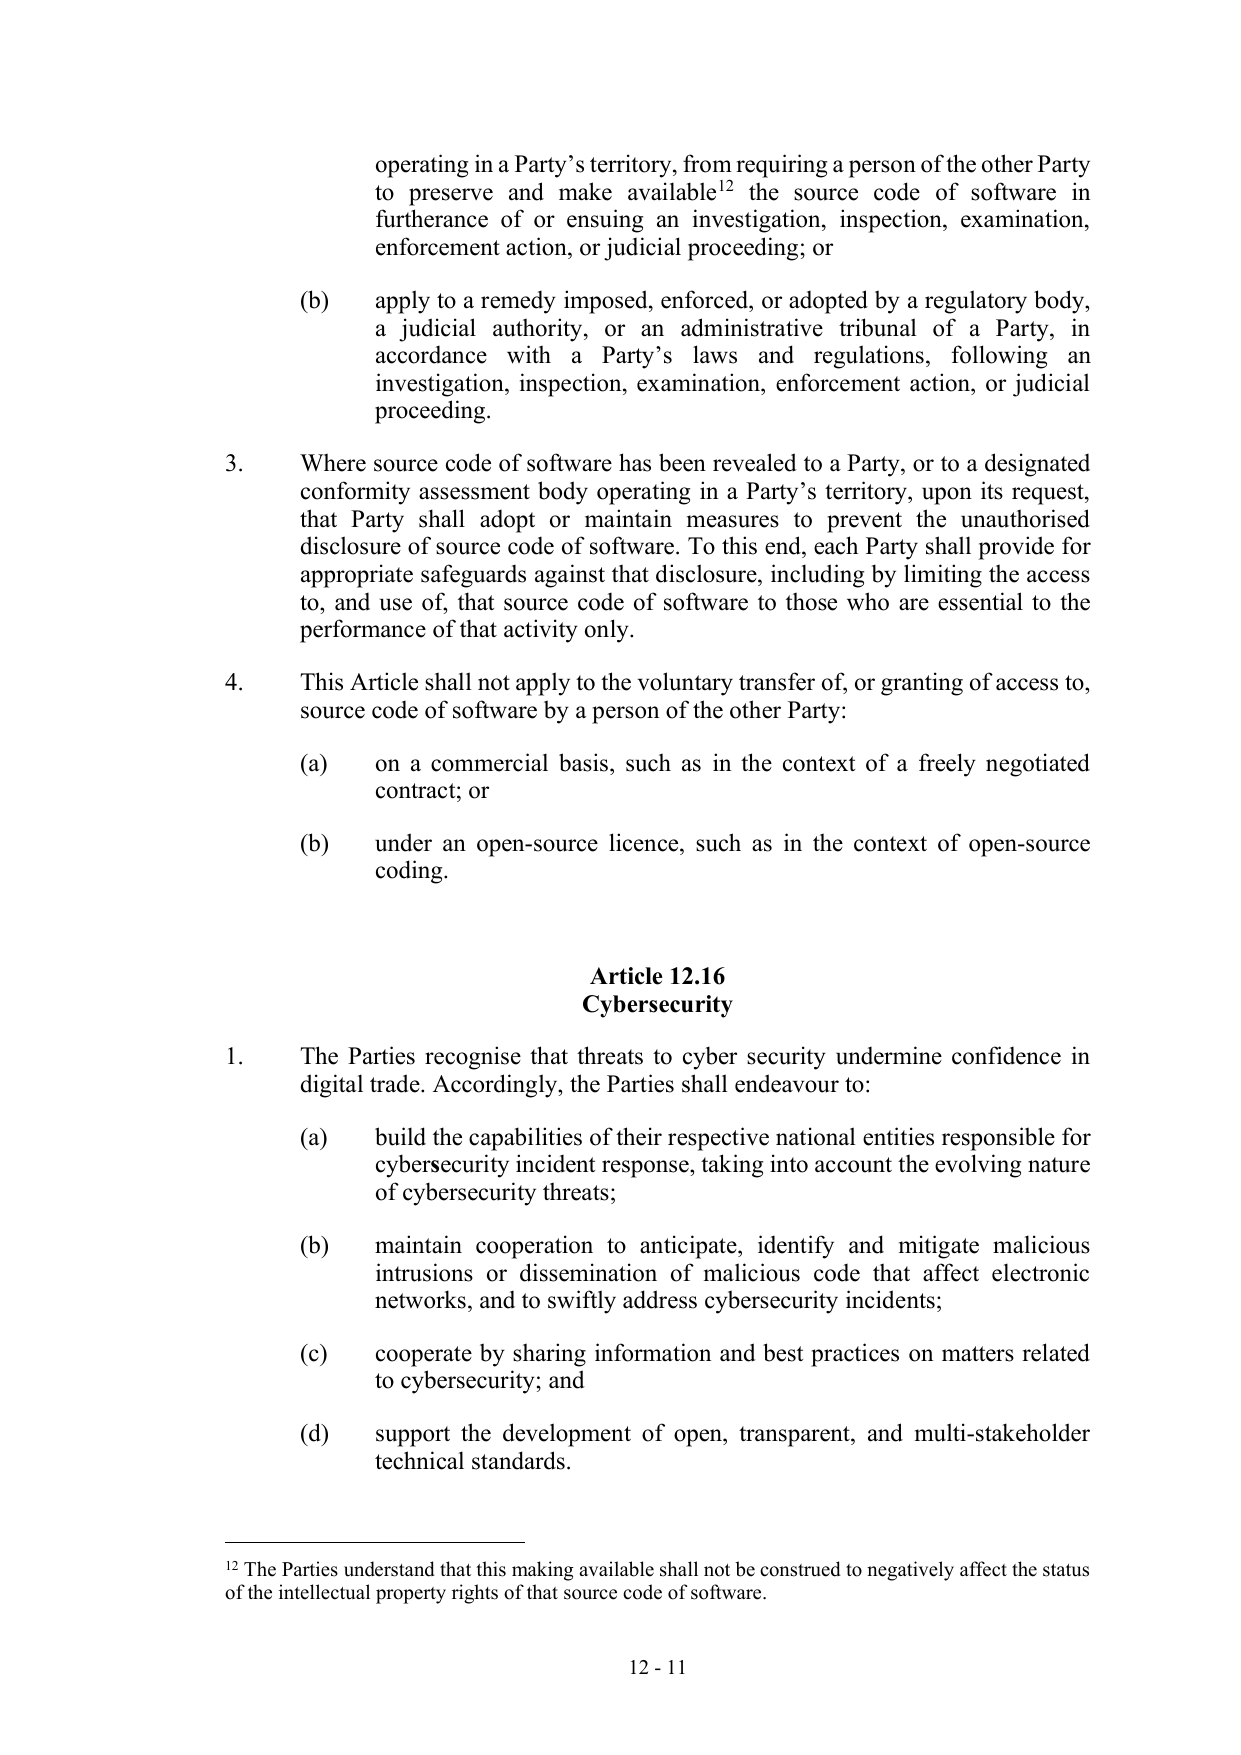 operating in a Party’s territory, from requiring a person of the other Party
to preserve and make available12 the source code of software in
furtherance of or ensuing an investigation, inspection, examination,
enforcement action, or judicial proceeding; or
(b) apply to a remedy imposed, enforced, or adopted by a regulatory body,
a judicial authority, or an administrative tribunal of a Party, in
accordance with a Party’s laws and regulations, following an
investigation, inspection, examination, enforcement action, or judicial
proceeding.
3. Where source code of software has been revealed to a Party, or to a designated
conformity assessment body operating in a Party’s territory, upon its request,
that Party shall adopt or maintain measures to prevent the unauthorised
disclosure of source code of software. To this end, each Party shall provide for
appropriate safeguards against that disclosure, including by limiting the access
to, and use of, that source code of software to those who are essential to the
performance of that activity only.
4. This Article shall not apply to the voluntary transfer of, or granting of access to,
source code of software by a person of the other Party:
(a) on a commercial basis, such as in the context of a freely negotiated
contract; or
(b) under an open-source licence, such as in the context of open-source
coding.
Article 12.16
Cybersecurity
1. The Parties recognise that threats to cyber security undermine confidence in
digital trade. Accordingly, the Parties shall endeavour to:
(a) build the capabilities of their respective national entities responsible for
cybersecurity incident response, taking into account the evolving nature
of cybersecurity threats;
(b) maintain cooperation to anticipate, identify and mitigate malicious
intrusions or dissemination of malicious code that affect electronic
networks, and to swiftly address cybersecurity incidents;
(c) cooperate by sharing information and best practices on matters related
to cybersecurity; and
(d) support the development of open, transparent, and multi-stakeholder
technical standards.
12 The Parties understand that this making available shall not be construed to negatively affect the status
of the intellectual property rights of that source code of software.
12 - 11